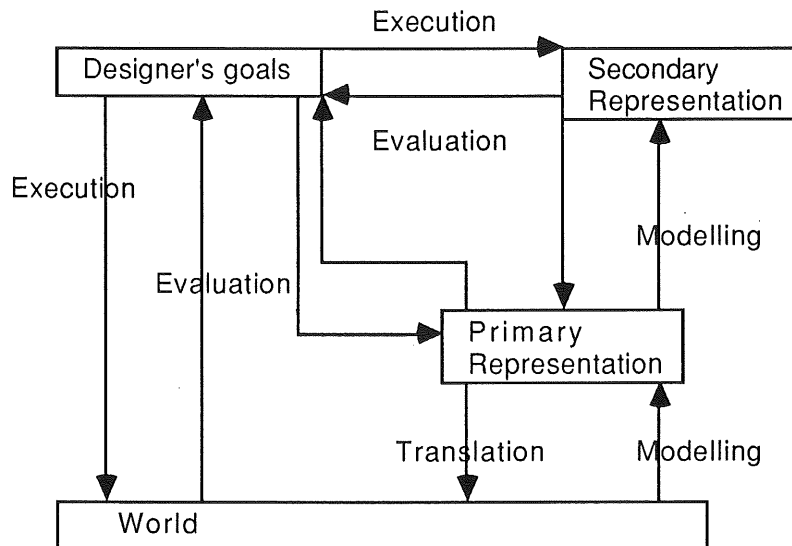 Execution
Designer's goals
Secondary
Representation
Evaluation
Execution
Modelling
Evaluation
Primary
Representation
Translation
Modelling
World